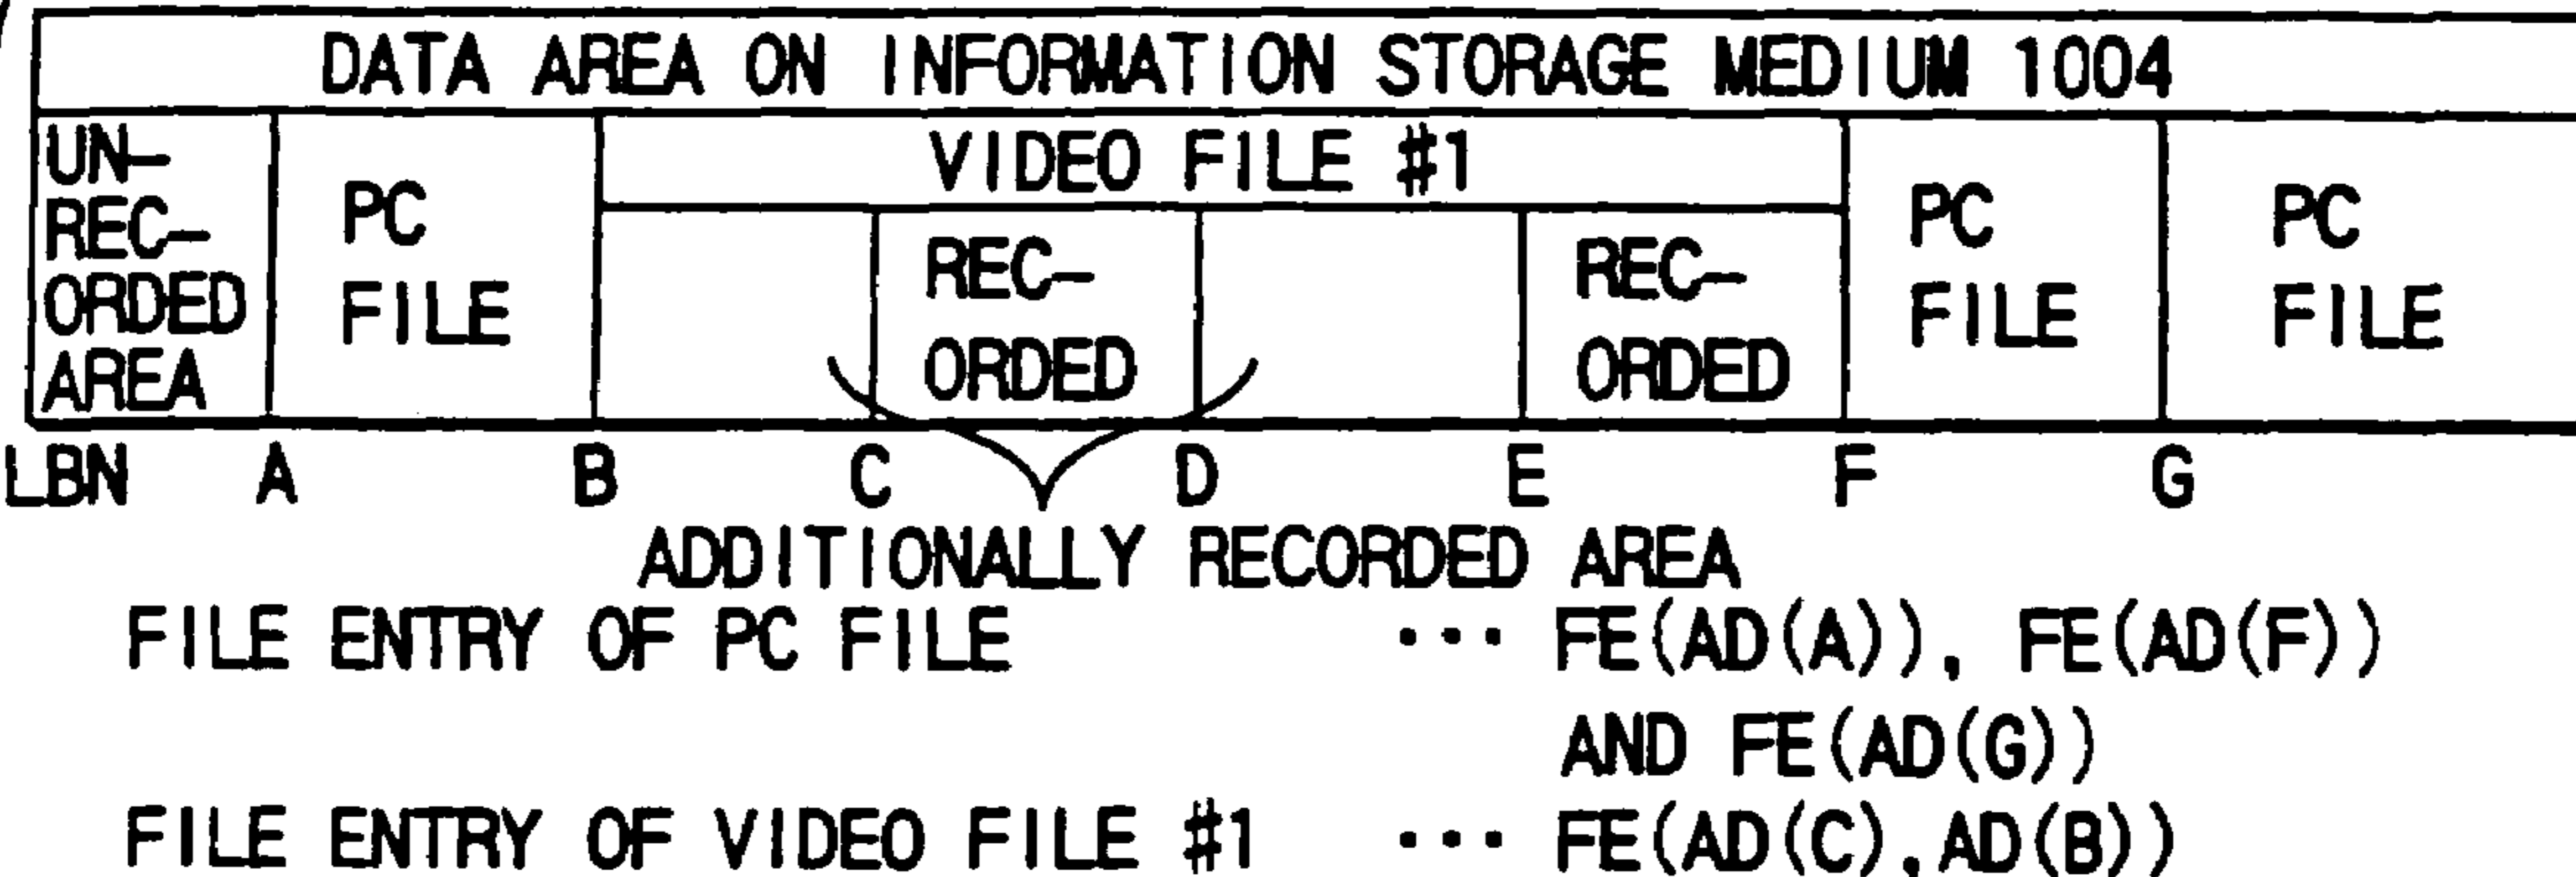 DATA AREA ON INFORMATION STORAGE MEDIUM 1004
UN-
REC-
ORDED
AREA
PC
FILE
VIDEO FILE #1
REC-
ORDED
REC-
ORDED
PC
FILE
PC
FILE
LBN A B C D E F G
ADDITIONALLY RECORDED AREA
FILE ENTRY OF PC FILE ··· FE(AD(A)), FE(AD(F))
AND FE(AD(G))
FILE ENTRY OF VIDEO FILE #1 ··· FE(AD(C),AD(B))